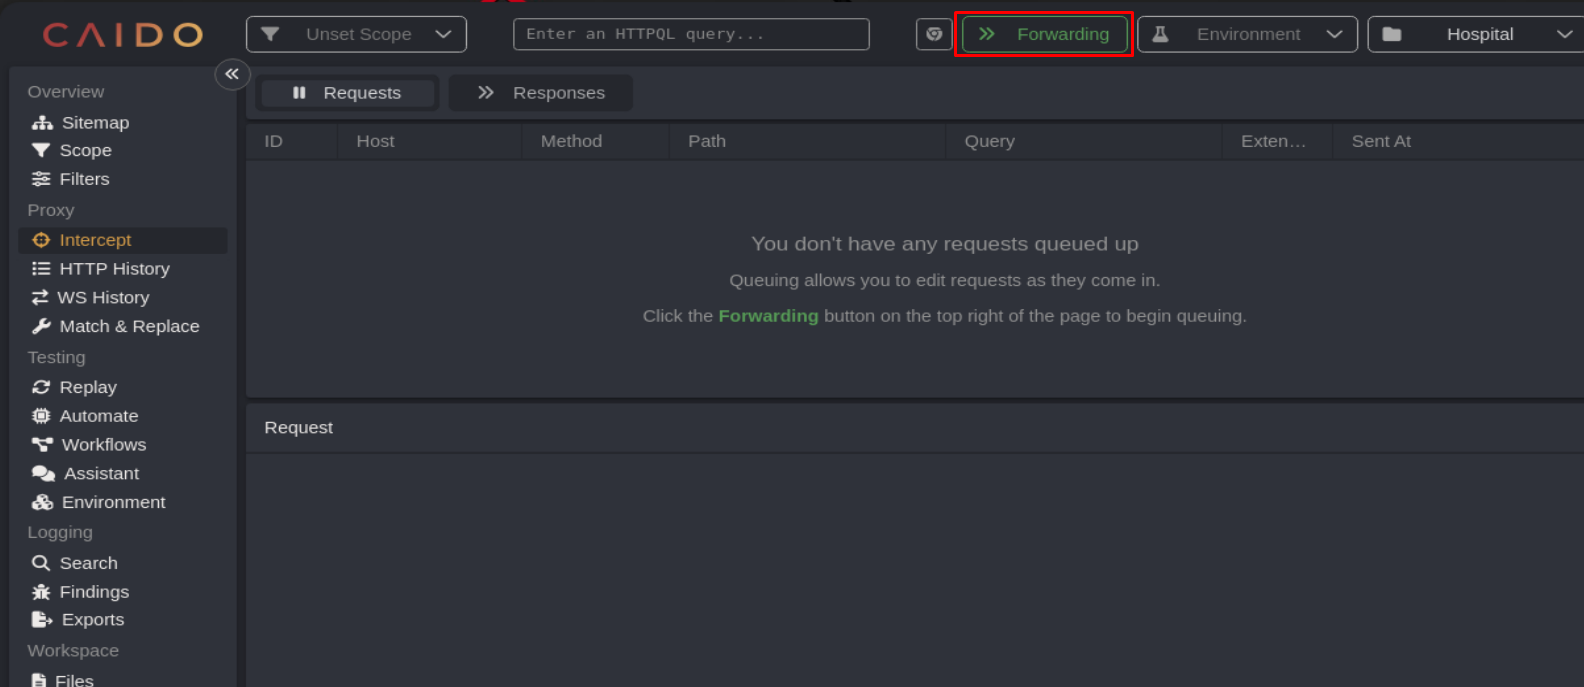 CAIDO
Unset Scope
Enter an HTTPQL query...
Forwarding
Environment
Hospital
Overview
Sitemap
Scope
Filters
Proxy
Intercept
HTTP History
WS History
Match & Replace
Testing
Replay
Automate
Workflows
Assistant
Environment
Logging
Search
Findings
Exports
Workspace
Files
Requests
Responses
ID Host Method Path Query Exten... Sent At
You don't have any requests queued up
Queuing allows you to edit requests as they come in.
Click the Forwarding button on the top right of the page to begin queuing.
Request